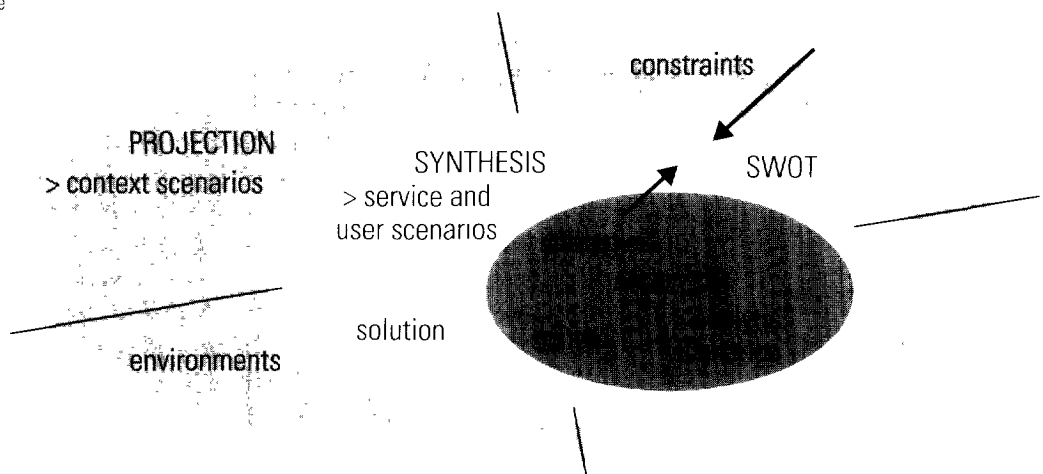 constraints
PROJECTION
> context scenarios
SYNTHESIS
> service and
user scenarios
SWOT
solution
environments